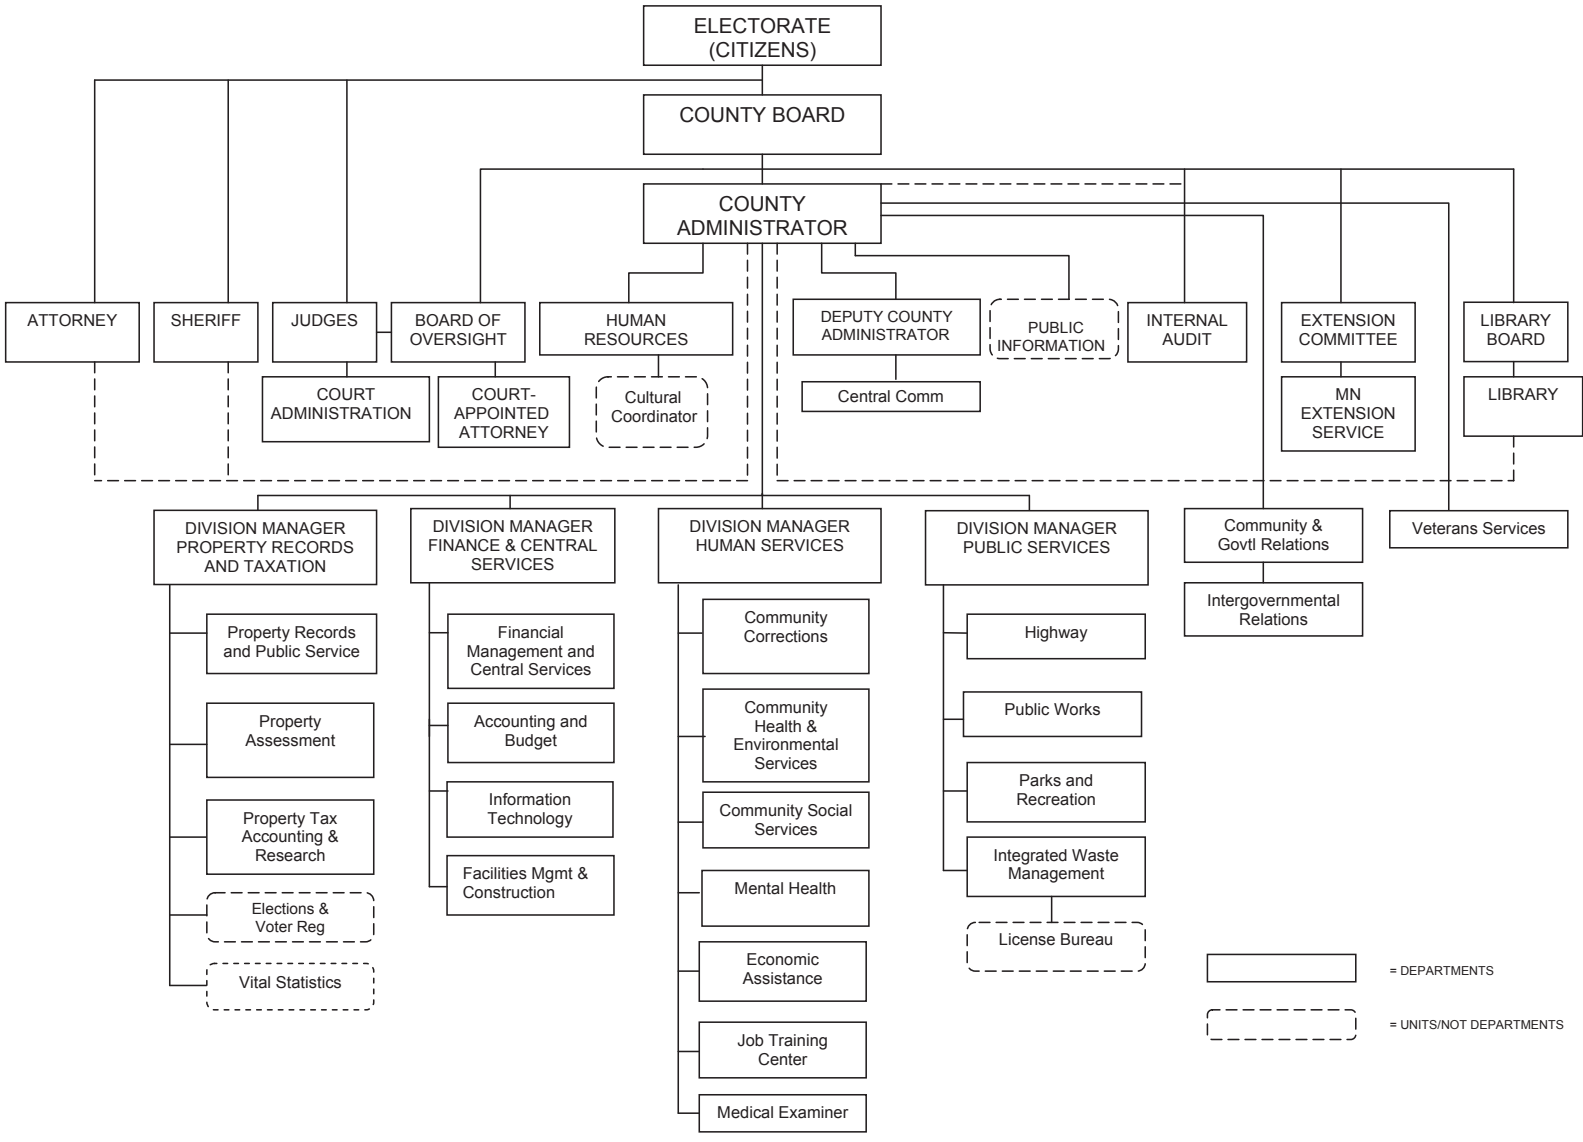 ELECTORATE
(CITIZENS)
COUNTY BOARD
COUNTY
ADMINISTRATOR
ATTORNEY
SHERIFF
JUDGES
BOARD OF
OVERSIGHT
HUMAN
RESOURCES
DEPUTY COUNTY
ADMINISTRATOR
PUBLIC
INFORMATION
INTERNAL
AUDIT
EXTENSION
COMMITTEE
LIBRARY
BOARD
COURT
ADMINISTRATION
COURT-
APPOINTED
ATTORNEY
Cultural
Coordinator
Central Comm
MN
EXTENSION
SERVICE
LIBRARY
DIVISION MANAGER
PROPERTY RECORDS
AND TAXATION
DIVISION MANAGER
FINANCE & CENTRAL
SERVICES
DIVISION MANAGER
HUMAN SERVICES
DIVISION MANAGER
PUBLIC SERVICES
Community &
Govtl Relations
Veterans Services
Intergovernmental
Relations
Property Records
and Public Service
Property
Assessment
Property Tax
Accounting &
Research
Elections &
Voter Reg
Vital Statistics
Financial
Management and
Central Services
Accounting and
Budget
Information
Technology
Facilities Mgmt &
Construction
Community
Corrections
Community
Health &
Environmental
Services
Community Social
Services
Mental Health
Economic
Assistance
Job Training
Center
Medical Examiner
Highway
Public Works
Parks and
Recreation
Integrated Waste
Management
License Bureau
= DEPARTMENTS
= UNITS/NOT DEPARTMENTS